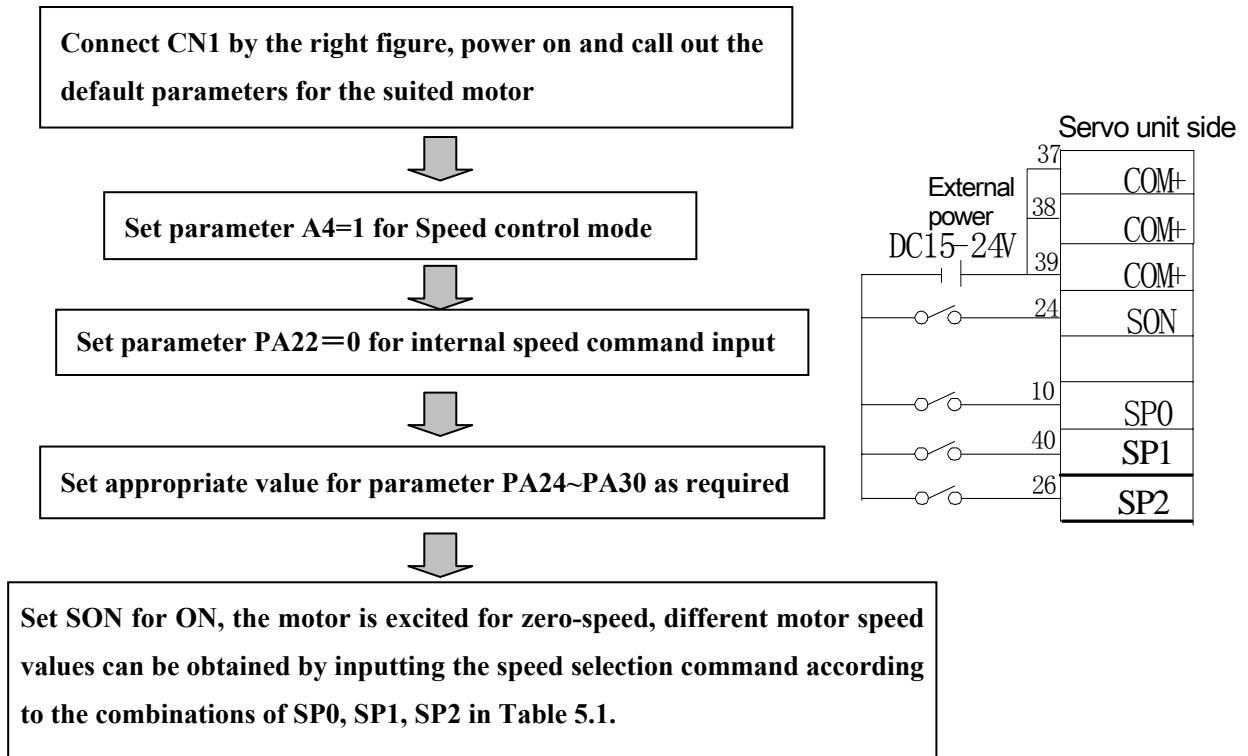 Connect CN1 by the right figure, power on and call out the
default parameters for the suited motor
Set parameter A4=1 for Speed control mode
Set parameter PA22=0 for internal speed command input
Set appropriate value for parameter PA24~PA30 as required
Set SON for ON, the motor is excited for zero-speed, different motor speed
values can be obtained by inputting the speed selection command according
to the combinations of SP0, SP1, SP2 in Table 5.1.
Servo unit side
37
COM+
External
power
38
COM+
DC15-24V
39
COM+
24
SON
10
SP0
40
SP1
26
SP2